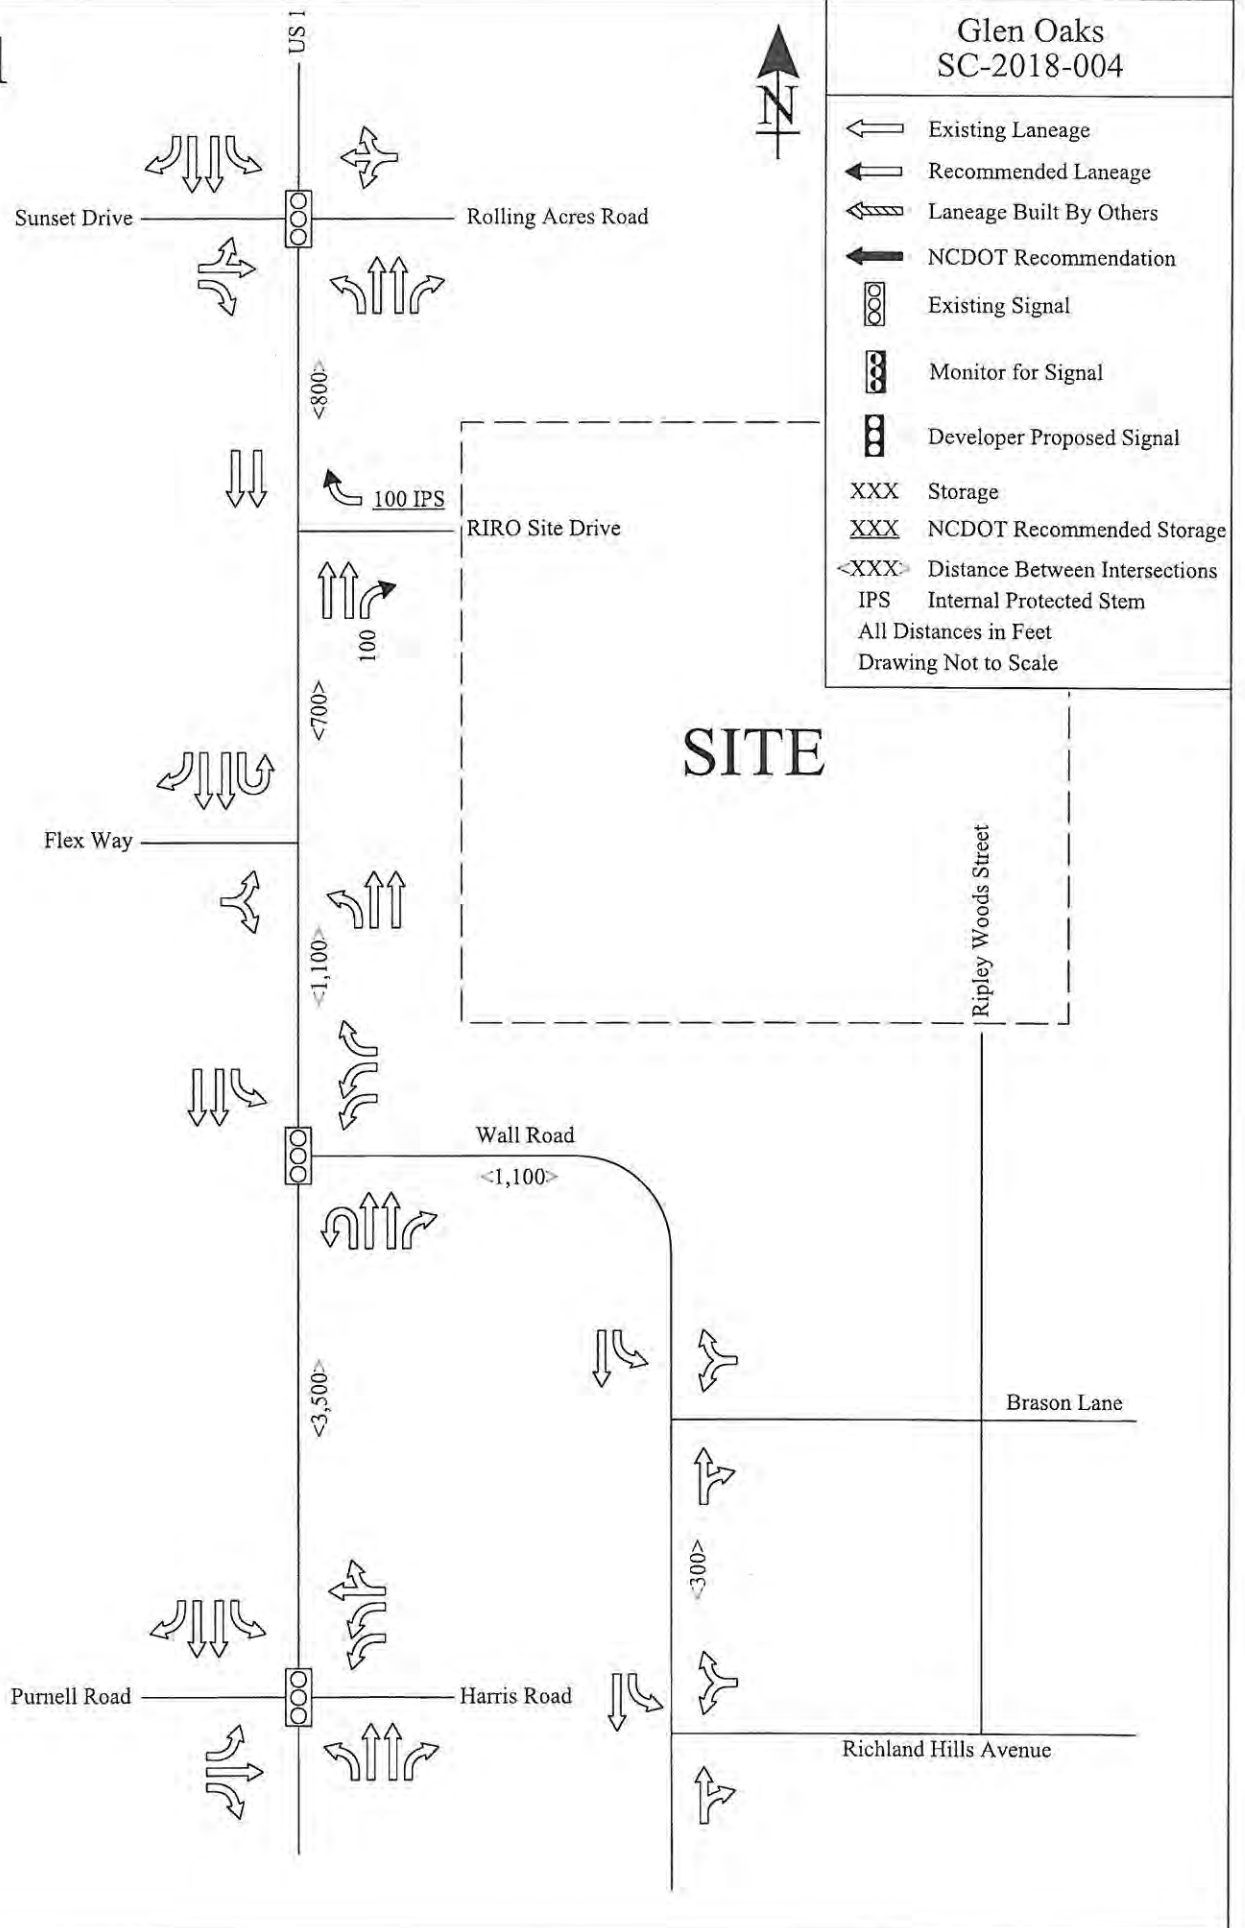 US 1
N
Glen Oaks
SC-2018-004
Existing Laneage
Recommended Laneage
Laneage Built By Others
NCDOT Recommendation
Existing Signal
Monitor for Signal
Developer Proposed Signal
XXX Storage
XXX NCDOT Recommended Storage
<XXX> Distance Between Intersections
IPS Internal Protected Stem
All Distances in Feet
Drawing Not to Scale
Sunset Drive
Rolling Acres Road
<800>
100 IPS
RIRO Site Drive
100
<700>
SITE
Flex Way
Ripley Woods Street
<1,100>
Wall Road
<1,100>
<3,500>
Brason Lane
<300>
Purnell Road
Harris Road
Richland Hills Avenue